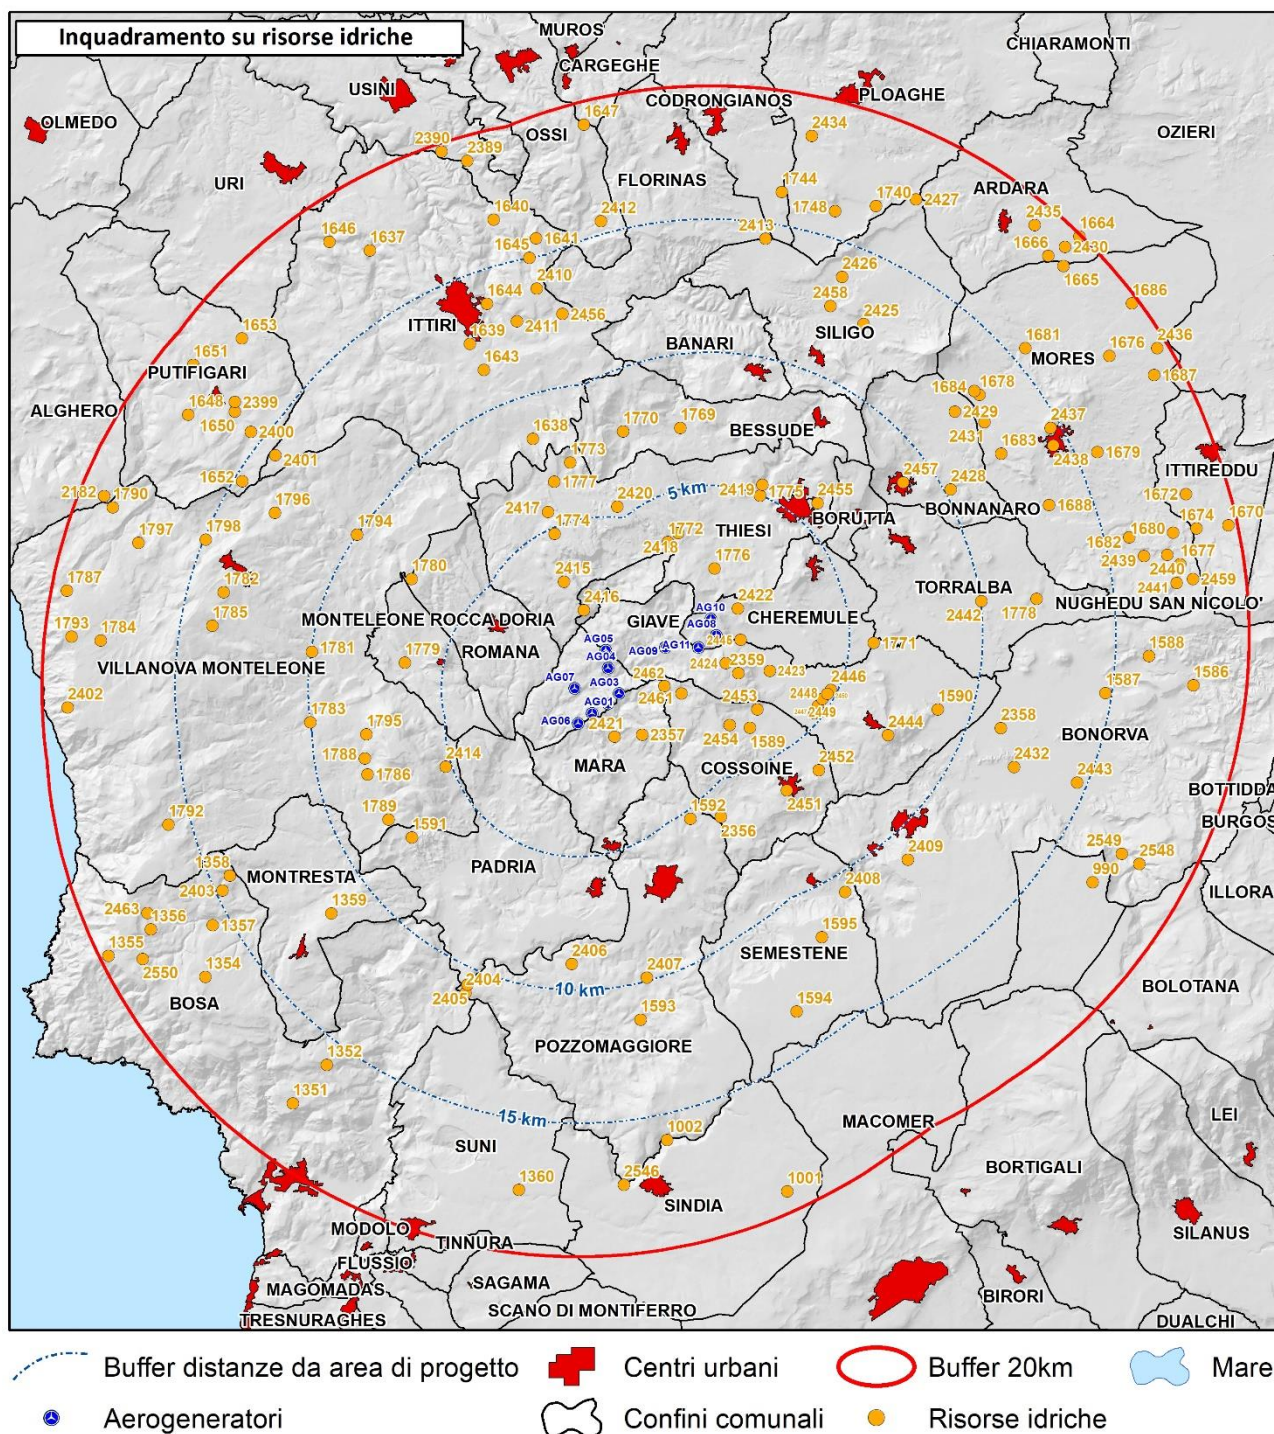 Inquadramento su risorse idriche
MUROS
CARGEGHE
CHIARAMONTI
USINI
PLOAGHE
CODRONGIANOS
OLMEDO
1647
OSSI
2434
OZIERI
2390
2389
URI
FLORINAS
1744
ARDARA
1748
1740
2427
1640
2412
2435
1664
1646
1637
1645
1641
2413
1666
2430
1665
2410
2426
1644
2458
1686
ITTIRI
2411
2456
2425
SILIGO
1653
1639
BANARI
1681
MORES
1676
2436
1651
PUTIFIGARI
1643
1687
1684
1678
ALGHERO
1648
2399
1650
2400
1638
1770
1769
BESSUDE
2429
2431
2437
1683
2401
1773
2438
1679
ITTIREDDU
1652
1777
2457
2428
2182
1790
1796
2420
2419
1775
2455
1672
BONNANARO
1688
2417
1774
5 km
BORUTTA
1797
1798
1794
1772
THIESI
2418
1680
1674
1670
1682
1776
2439
1677
1787
1782
1780
2415
TORRALBA
2440
2441
2459
1785
2416
2422
2442
1778
NUGHEDU SAN NICOLO'
MONTELEONE ROCCA DORIA
AG10
CHEREMULE
GIAVE
AG08
1793
1784
1781
ROMANA
AG05
AG09
AG11
2446
1771
1588
VILLANOVA MONTELEONE
1779
AG04
2424
2359
2423
AG07
AG03
2462
2446
1586
2461
2453
2448
1587
2402
AG01
2449
1590
1783
AG06
2421
2357
2454
1589
2444
2358
BONORVA
1795
1788
2414
MARA
COSSOINE
2452
2432
1786
2443
2451
BOTTIDDA
1792
1789
1592
2356
BURGOS
1591
2549
2548
1358
PADRIA
2409
990
2403
MONTRESTA
2408
ILLORA
2463
1356
1359
1357
1595
1355
2406
SEMESTENE
2550
1354
2404
2407
BOLOTANA
BOSA
2405
10 km
1593
1594
POZZOMAGGIORE
1352
1351
15 km
MACOMER
LEI
SUNI
1002
BORTIGALI
1360
2546
1001
SINDIA
SILANUS
MODOLO
TINNURA
FLUSSIO
MAGOMADAS
SAGAMA
BIRORI
SCANO DI MONTIFERRO
TRESNURAGHES
DUALCHI
Buffer distanze da area di progetto
Centri urbani
Buffer 20km
Mare
Aerogeneratori
Confini comunali
Risorse idriche